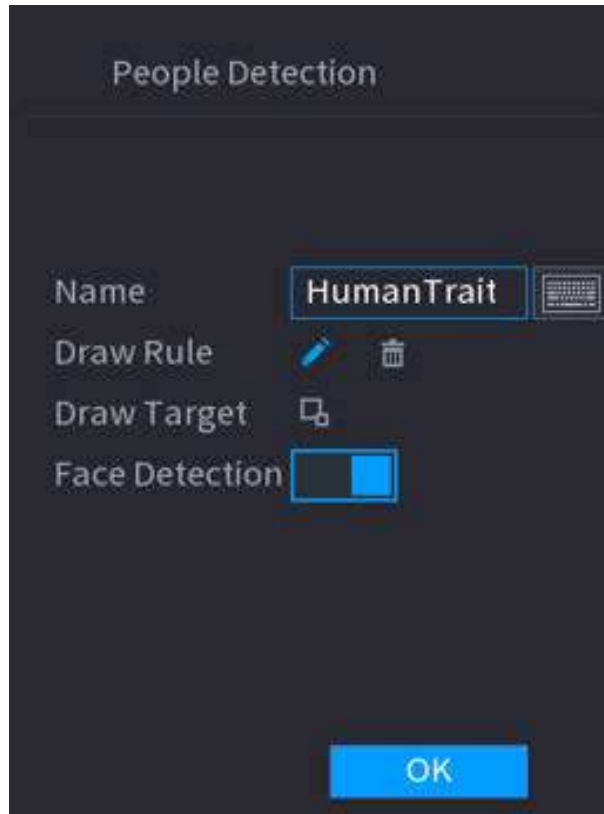 People Detection
Name HumanTrait
Draw Rule
Draw Target
Face Detection
OK